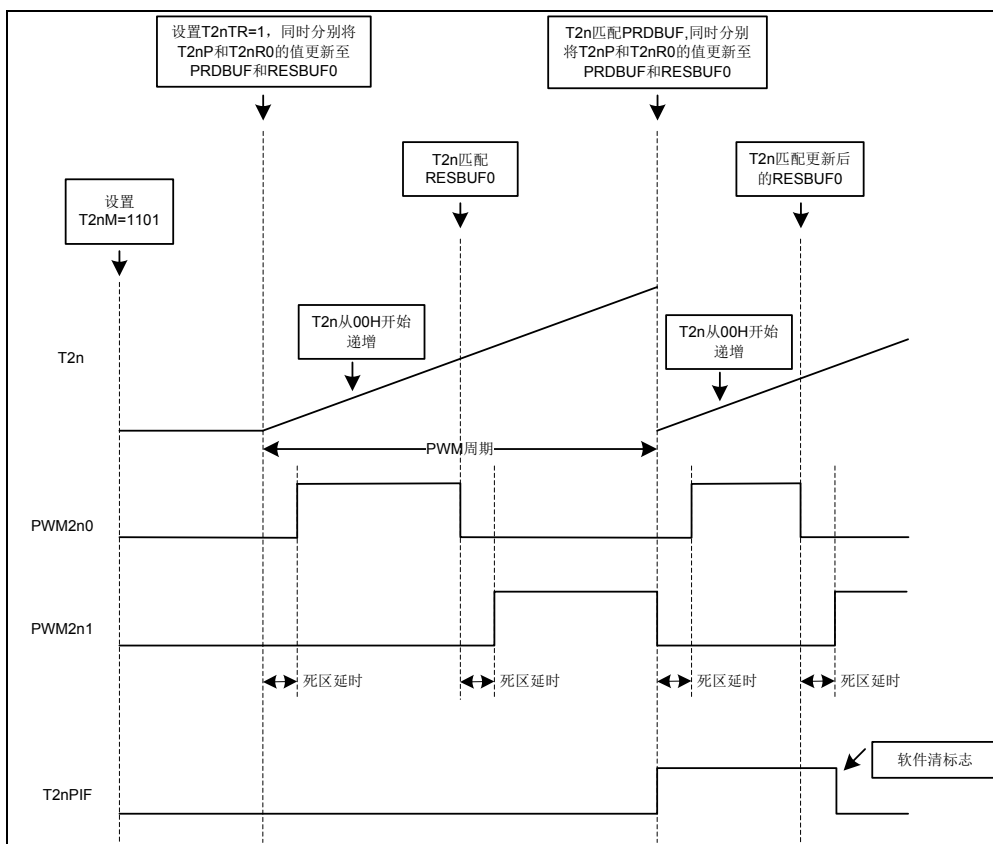 设置T2nTR=1，同时分别将
T2nP和T2nR0的值更新至
PRDBUF和RESBUF0
T2n匹配PRDBUF,同时分别
将T2nP和T2nR0的值更新至
PRDBUF和RESBUF0
T2n匹配
RESBUF0
T2n匹配更新后
的RESBUF0
设置
T2nM=1101
T2n从00H开始
递增
T2n从00H开始
递增
T2n
PWM周期
PWM2n0
PWM2n1
死区延时
死区延时
死区延时
死区延时
软件清标志
T2nPIF